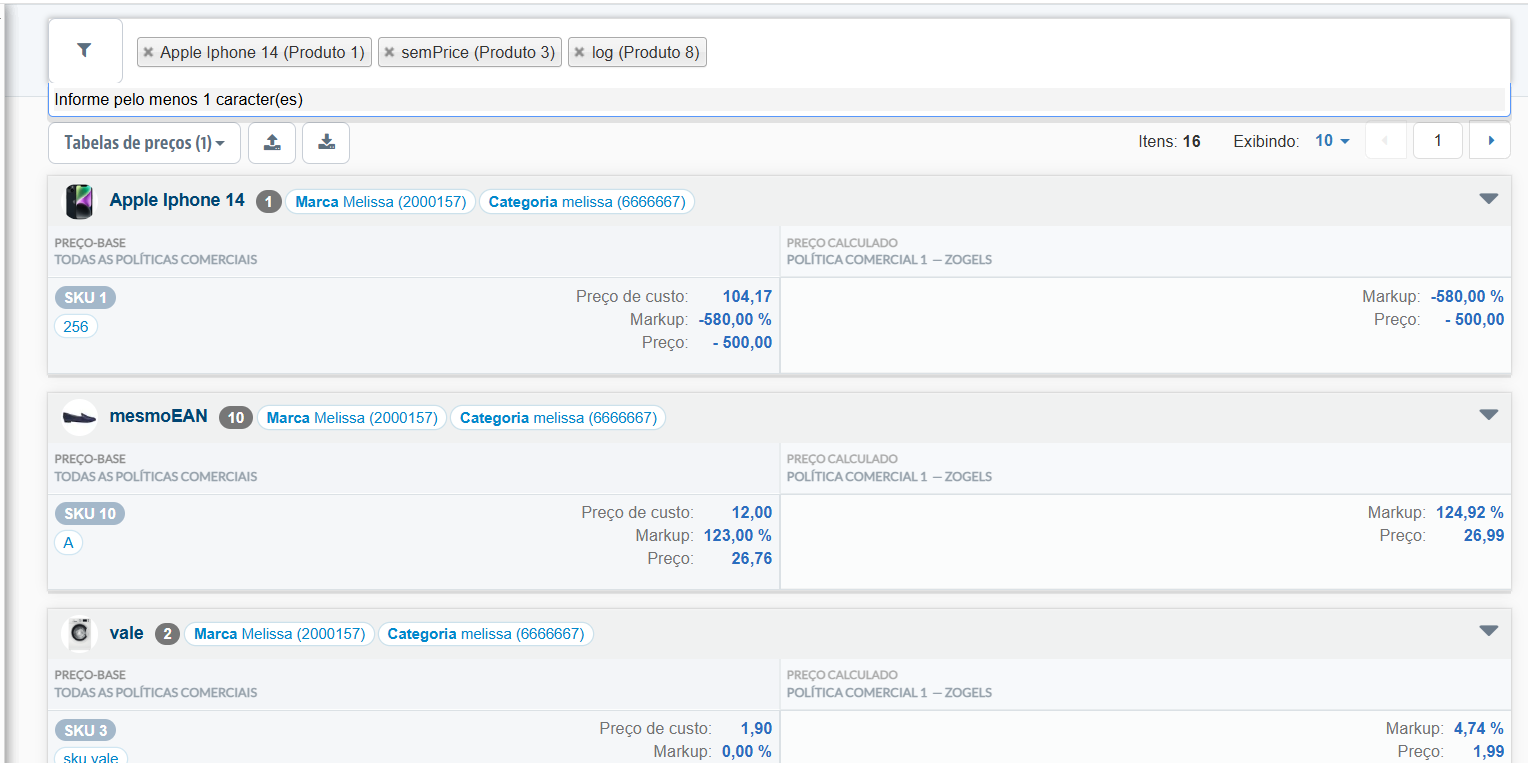 × Apple Iphone 14 (Produto 1) × semPrice (Produto 3) × log (Produto 8)
Informe pelo menos 1 caracter(es)
Tabelas de preços (1) Itens: 16 Exibindo: 10 1
Apple Iphone 14 1 Marca Melissa (2000157) Categoria melissa (6666667)
PREÇO-BASE PREÇO CALCULADO
TODAS AS POLÍTICAS COMERCIAIS POLÍTICA COMERCIAL 1 — ZOGELS
SKU 1 Preço de custo: 104,17 Markup: -580,00 %
256 Markup: -580,00 % Preço: - 500,00
Preço: - 500,00
mesmoEAN 10 Marca Melissa (2000157) Categoria melissa (6666667)
PREÇO-BASE PREÇO CALCULADO
TODAS AS POLÍTICAS COMERCIAIS POLÍTICA COMERCIAL 1 — ZOGELS
SKU 10 Preço de custo: 12,00 Markup: 124,92 %
A Markup: 123,00 % Preço: 26,99
Preço: 26,76
vale 2 Marca Melissa (2000157) Categoria melissa (6666667)
PREÇO-BASE PREÇO CALCULADO
TODAS AS POLÍTICAS COMERCIAIS POLÍTICA COMERCIAL 1 — ZOGELS
SKU 3 Preço de custo: 1,90 Markup: 4,74 %
sku vale Markup: 0,00 % Preço: 1,99